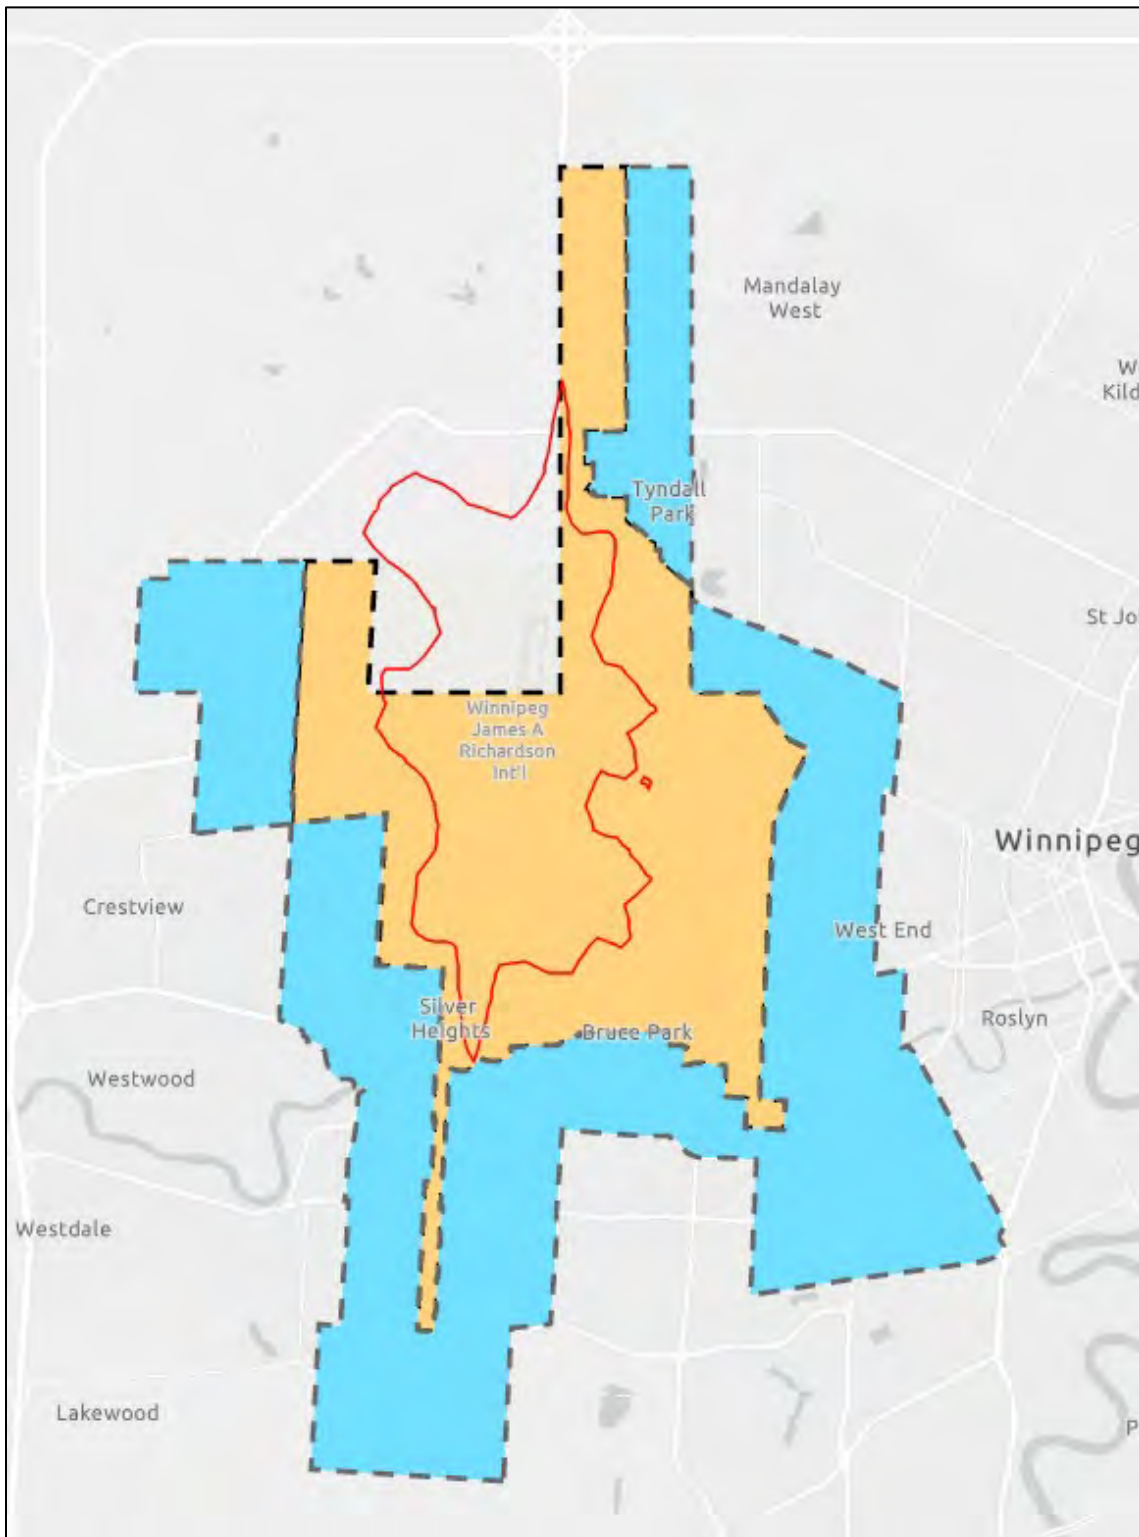 Mandalay
West
W
Kild
Tyndall
Park
St Jo
Winnipeg
James A
Richardson
Int'l
Winnipeg
Crestview
West End
Silver
Heights
Bruce Park
Roslyn
Westwood
Westdale
Lakewood
P